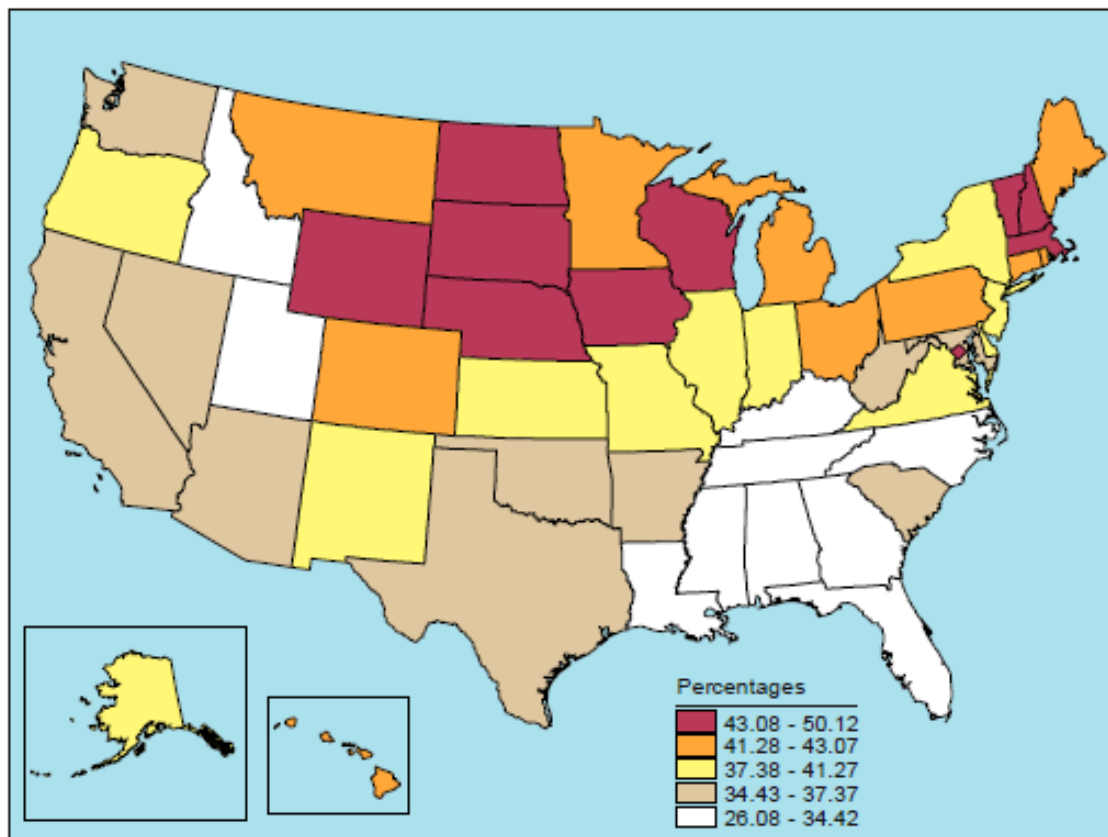 Percentages
43.08 - 50.12
41.28 - 43.07
37.38 - 41.27
34.43 - 37.37
26.08 - 34.42